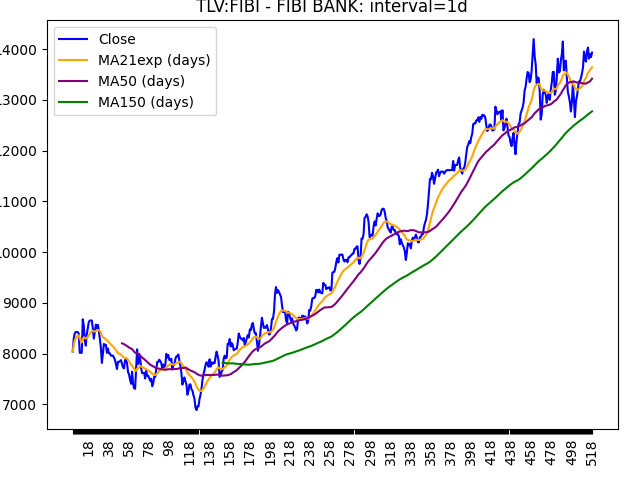 TLV:FIBI - FIBI BANK: interval=1d
Close
MA21exp (days)
MA50 (days)
MA150 (days)
14000
13000
12000
11000
10000
9000
8000
7000
18 38 58 78 98 118 138 158 178 198 218 238 258 278 298 318 338 358 378 398 418 438 458 478 498 518